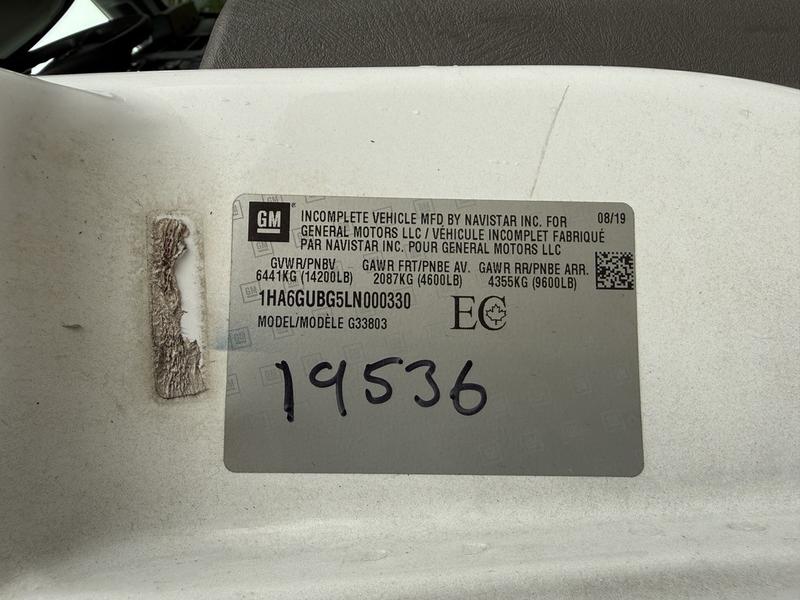 GM
INCOMPLETE VEHICLE MFD BY NAVISTAR INC. FOR 08/19
GENERAL MOTORS LLC / VÉHICULE INCOMPLET FABRIQUÉ
PAR NAVISTAR INC. POUR GENERAL MOTORS LLC
GVWR/PNBV GAWR FRT/PNBE AV. GAWR RR/PNBE ARR.
6441KG (14200LB) 2087KG (4600LB) 4355KG (9600LB)
1HA6GUBG5LN000330 EC
MODEL/MODÈLE G33803
19536